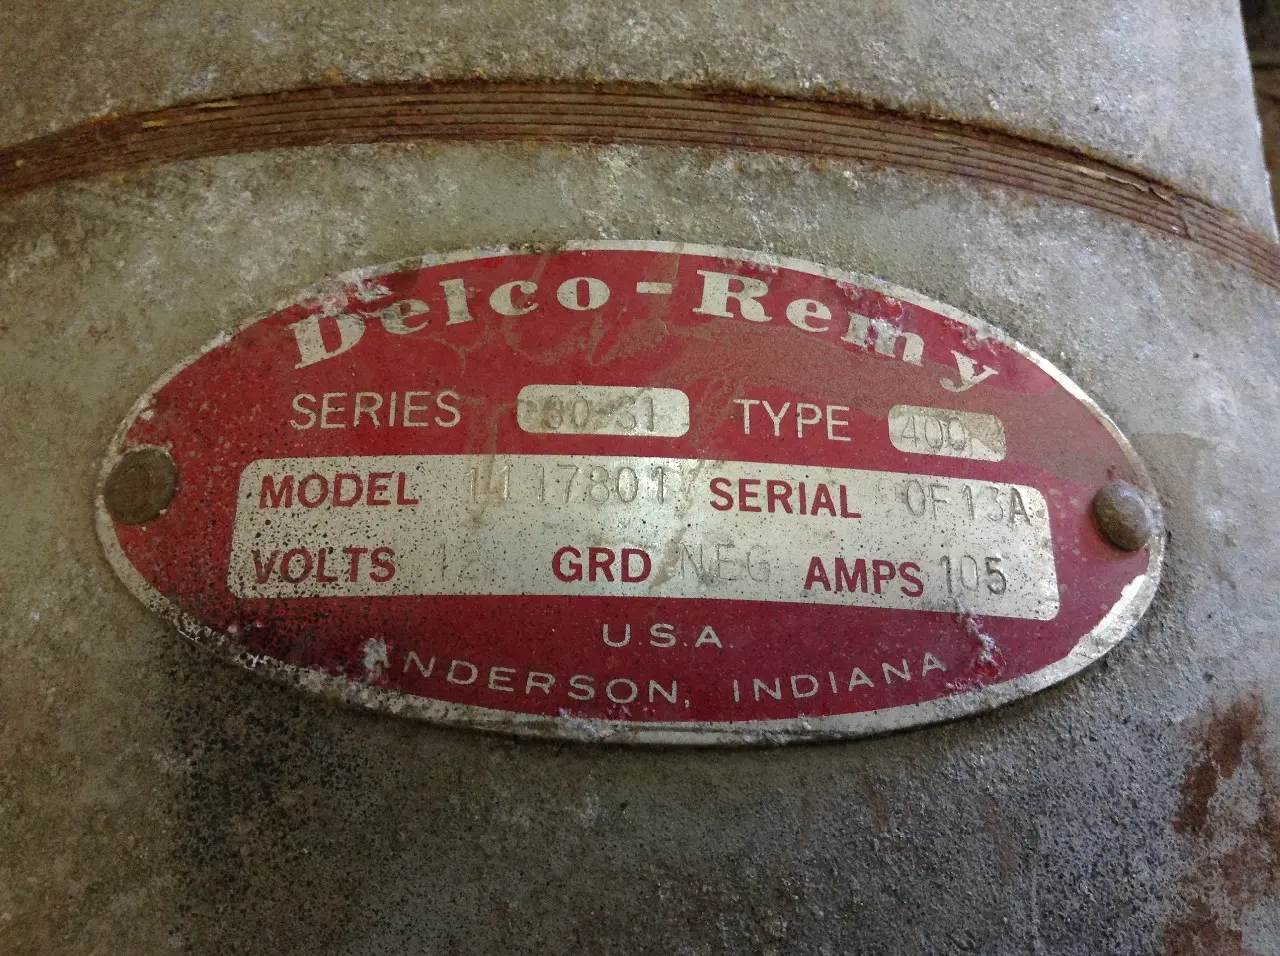 Delco-Remy
SERIES 30-31 TYPE 400
MODEL 1117801 SERIAL 0F13A
VOLTS 12 GRD NEG AMPS 105
U.S.A.
ANDERSON, INDIANA